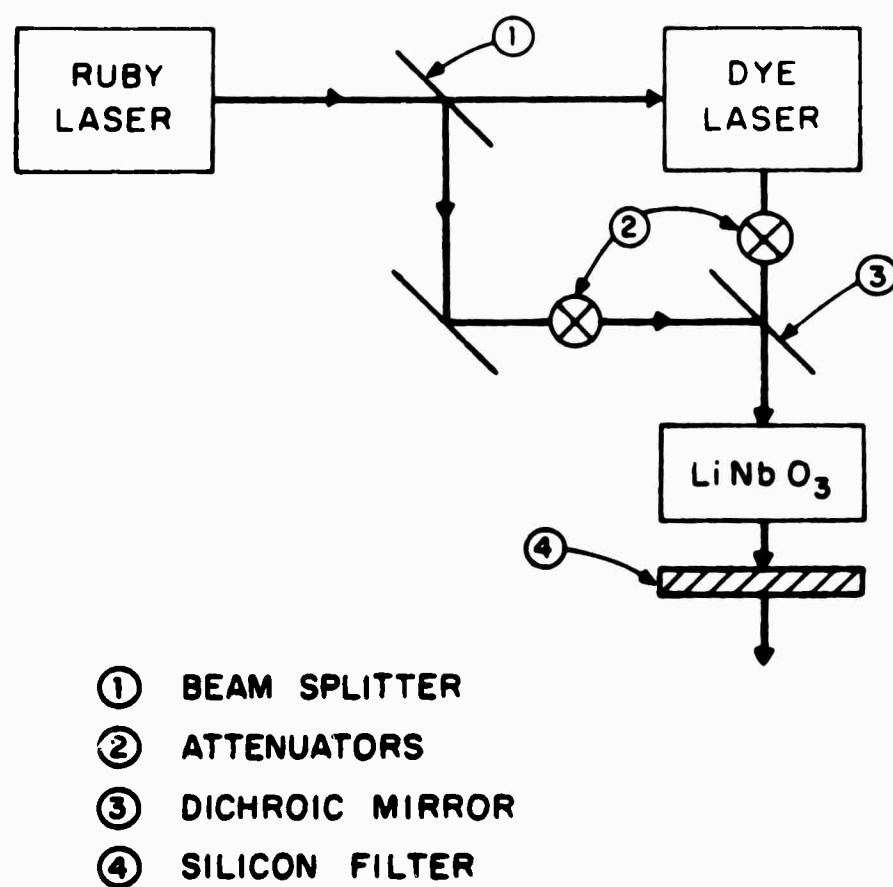 RUBY
LASER
1
DYE
LASER
2
3
LiNbO3
4
1 BEAM SPLITTER
2 ATTENUATORS
3 DICHROIC MIRROR
4 SILICON FILTER